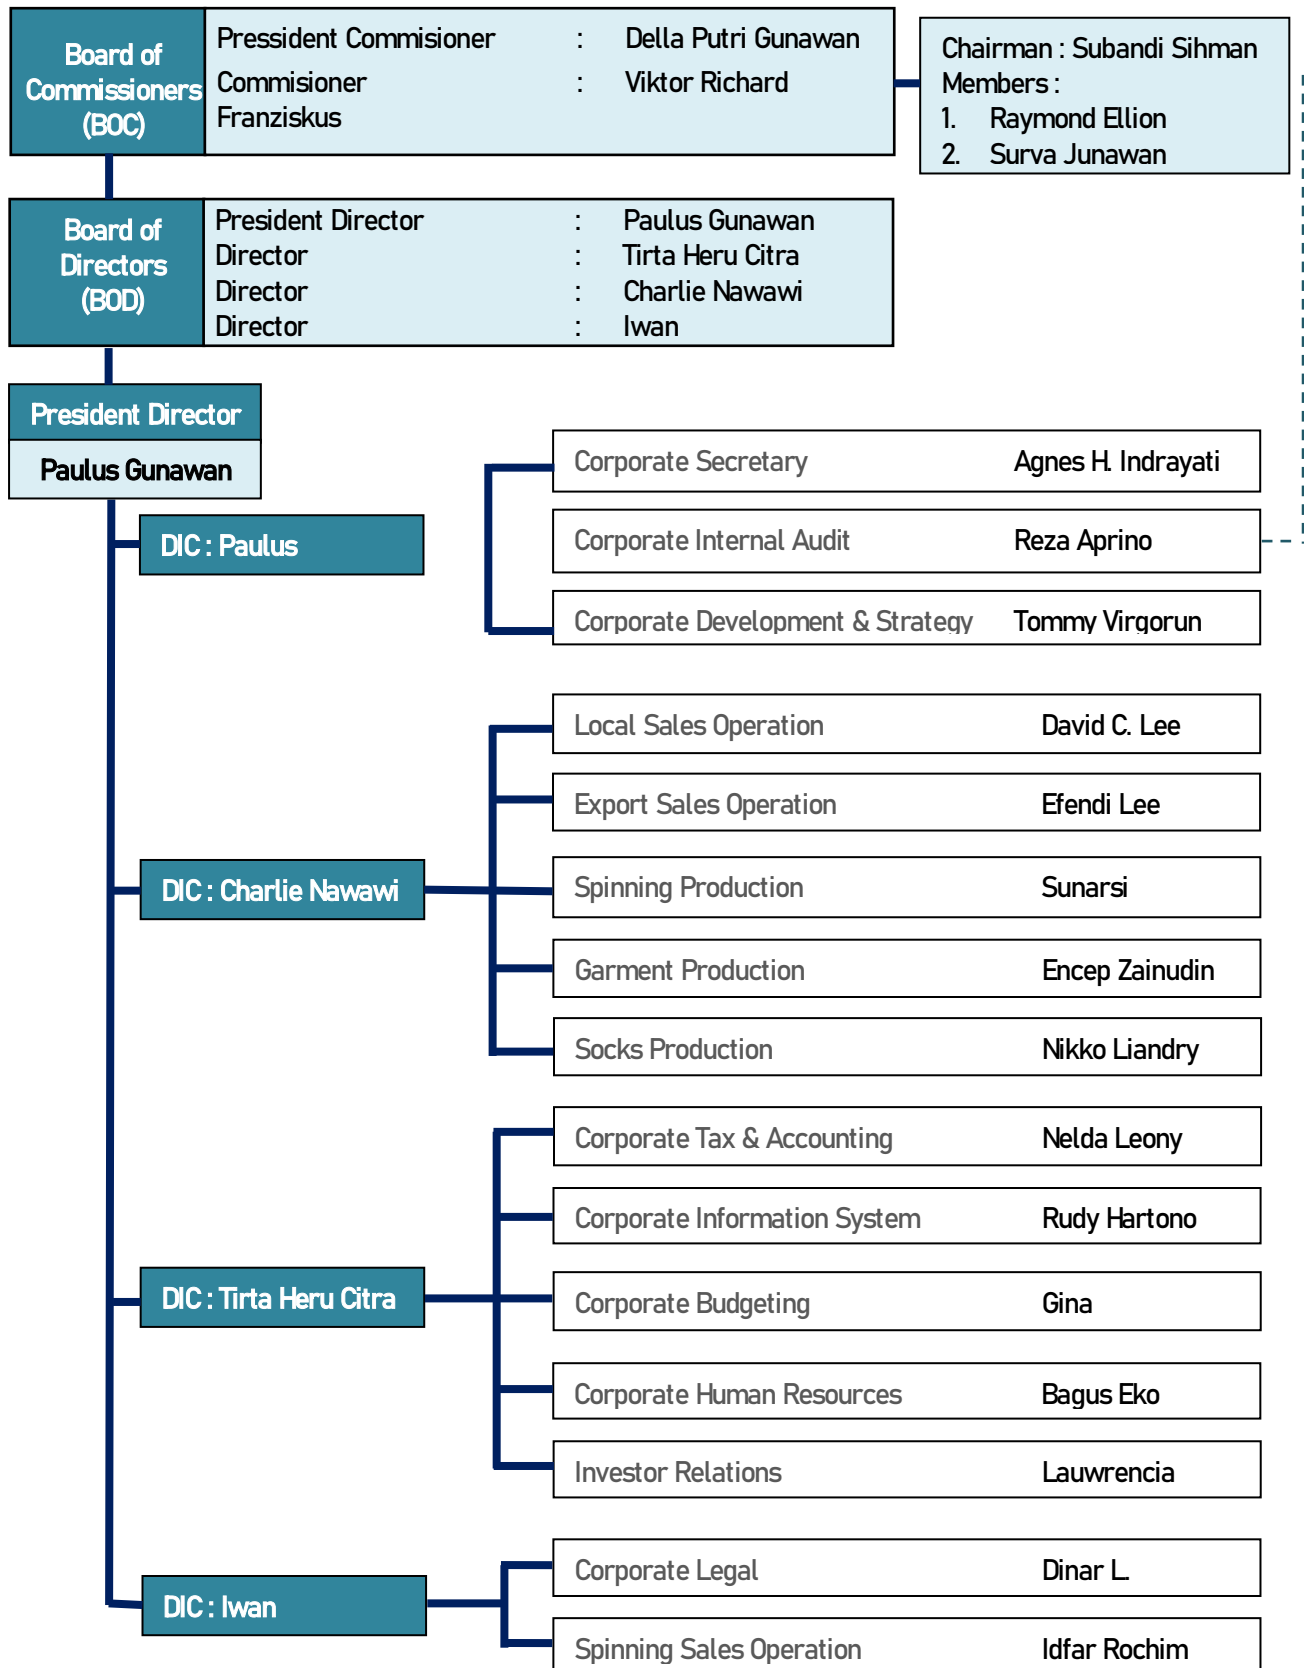 Board of
Commissioners
(BOC)
Pressident Commisioner : Della Putri Gunawan
Commisioner : Viktor Richard
Franziskus
Chairman : Subandi Sihman
Members :
1. Raymond Ellion
2. Surva Junawan
Board of
Directors
(BOD)
President Director : Paulus Gunawan
Director : Tirta Heru Citra
Director : Charlie Nawawi
Director : Iwan
President Director
Paulus Gunawan
DIC : Paulus
Corporate Secretary Agnes H. Indrayati
Corporate Internal Audit Reza Aprino
Corporate Development & Strategy Tommy Virgorun
DIC : Charlie Nawawi
Local Sales Operation David C. Lee
Export Sales Operation Efendi Lee
Spinning Production Sunarsi
Garment Production Encep Zainudin
Socks Production Nikko Liandry
DIC : Tirta Heru Citra
Corporate Tax & Accounting Nelda Leony
Corporate Information System Rudy Hartono
Corporate Budgeting Gina
Corporate Human Resources Bagus Eko
Investor Relations Lauwrencia
DIC : Iwan
Corporate Legal Dinar L.
Spinning Sales Operation Idfar Rochim